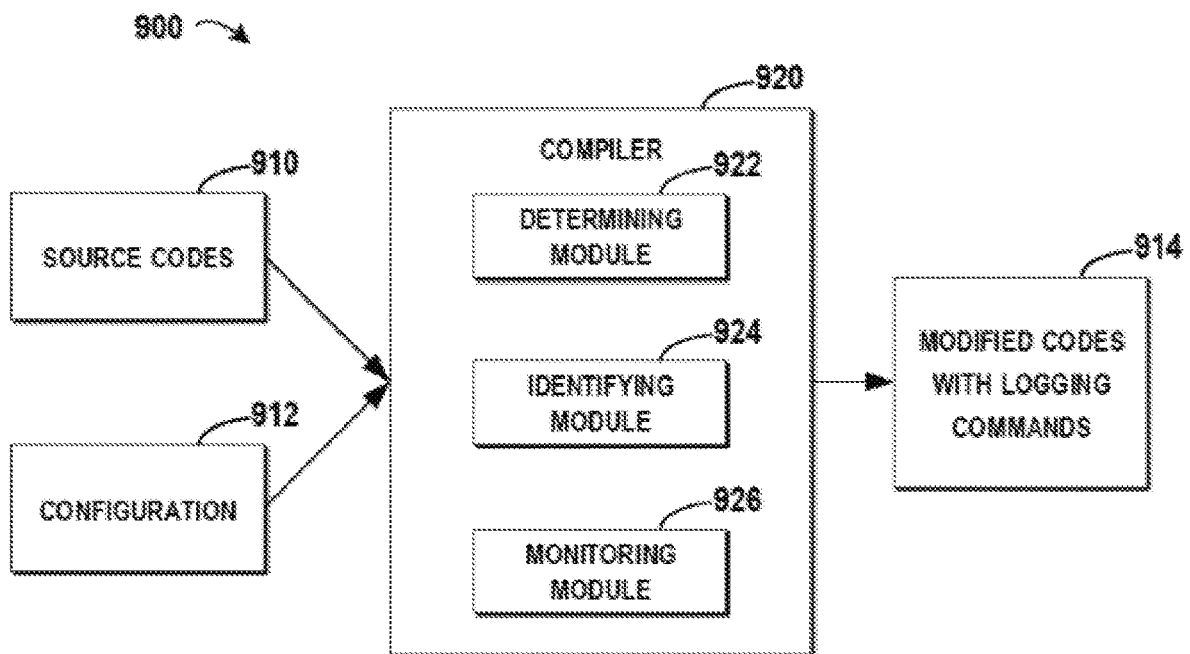 900
920
COMPILER
910
SOURCE CODES
922
DETERMINING
MODULE
914
MODIFIED CODES
WITH LOGGING
COMMANDS
924
IDENTIFYING
MODULE
912
CONFIGURATION
926
MONITORING
MODULE